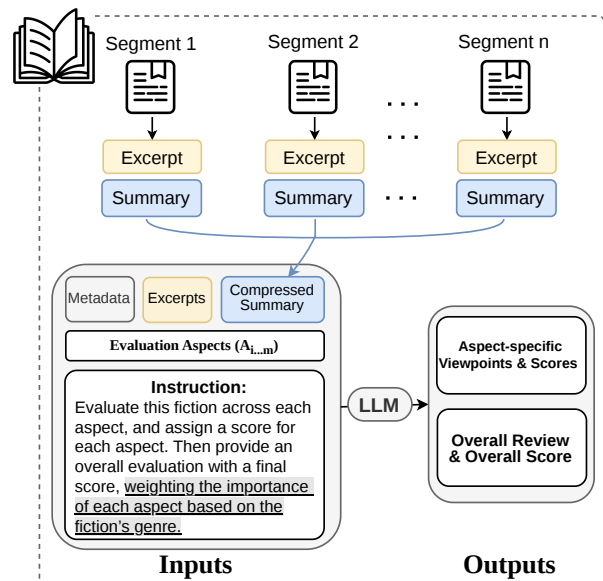 Segment 1
Segment 2
Segment n
. . .
. . .
Excerpt
Excerpt
Excerpt
Summary
Summary
. . .
Summary
Metadata
Excerpts
Compressed
Summary
Evaluation Aspects (A_{i...m})
Instruction:
Evaluate this fiction across each
aspect, and assign a score for
each aspect. Then provide an
overall evaluation with a final
score, weighting the importance
of each aspect based on the
fiction's genre.
LLM
Aspect-specific
Viewpoints & Scores
Overall Review
& Overall Score
Inputs
Outputs